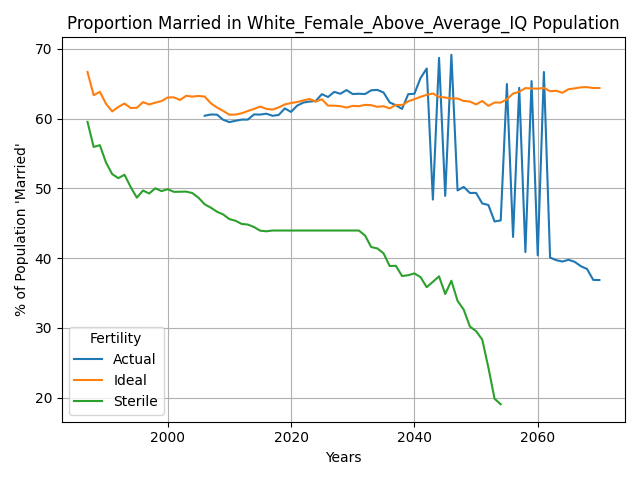 Proportion Married in White_Female_Above_Average_IQ Population
% of Population 'Married'
70
60
50
40
30
20
Fertility
Actual
Ideal
Sterile
2000 2020 2040 2060
Years